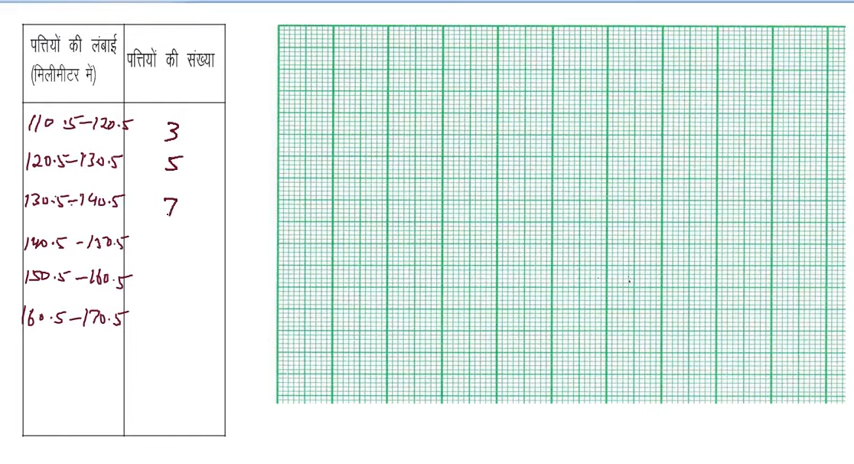 पत्तियों की लंबाई
(मिलीमीटर में)
पत्तियों की संख्या
110.5-120.5 3
120.5-130.5 5
130.5-140.5 7
140.5-150.5
150.5-160.5
160.5-170.5